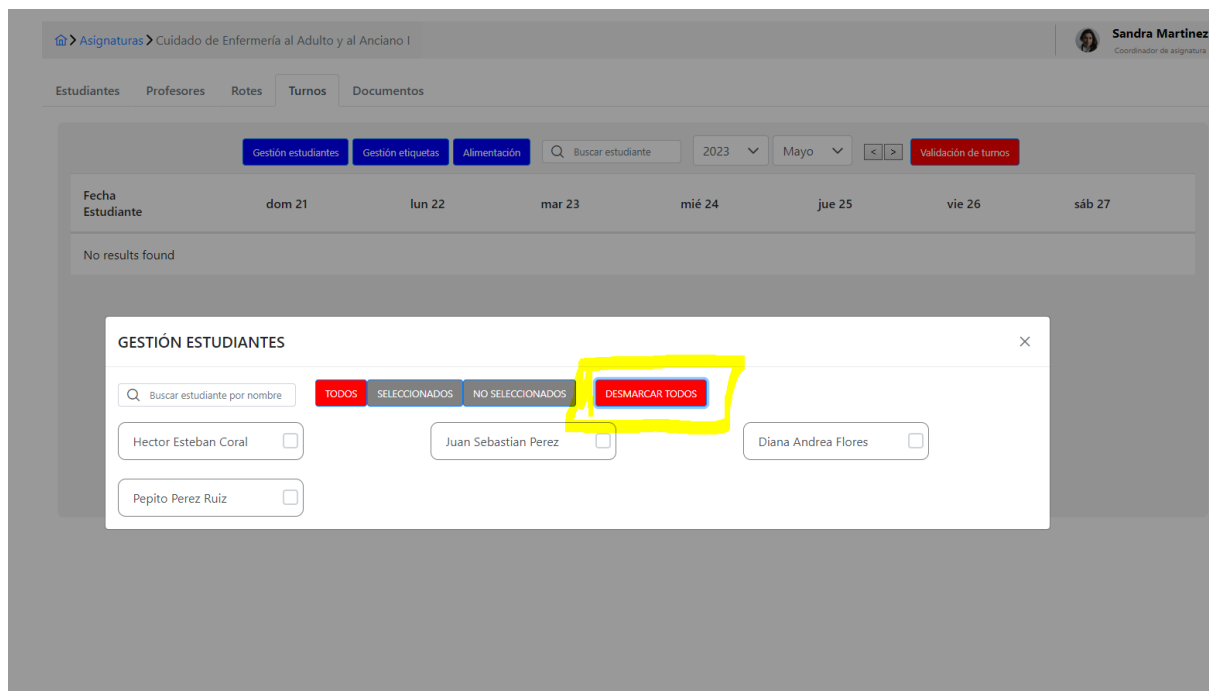 Asignaturas Cuidado de Enfermería al Adulto y al Anciano I
Sandra Martinez
Coordinador de asignatura
Estudiantes Profesores Rotes Turnos Documentos
Gestión estudiantes Gestión etiquetas Alimentación Buscar estudiante 2023 Mayo < > Validación de turnos
Fecha
Estudiante
dom 21 lun 22 mar 23 mié 24 jue 25 vie 26 sáb 27
No results found
GESTIÓN ESTUDIANTES
Buscar estudiante por nombre TODOS SELECCIONADOS NO SELECCIONADOS DESMARCAR TODOS
Hector Esteban Coral Juan Sebastian Perez Diana Andrea Flores
Pepito Perez Ruiz